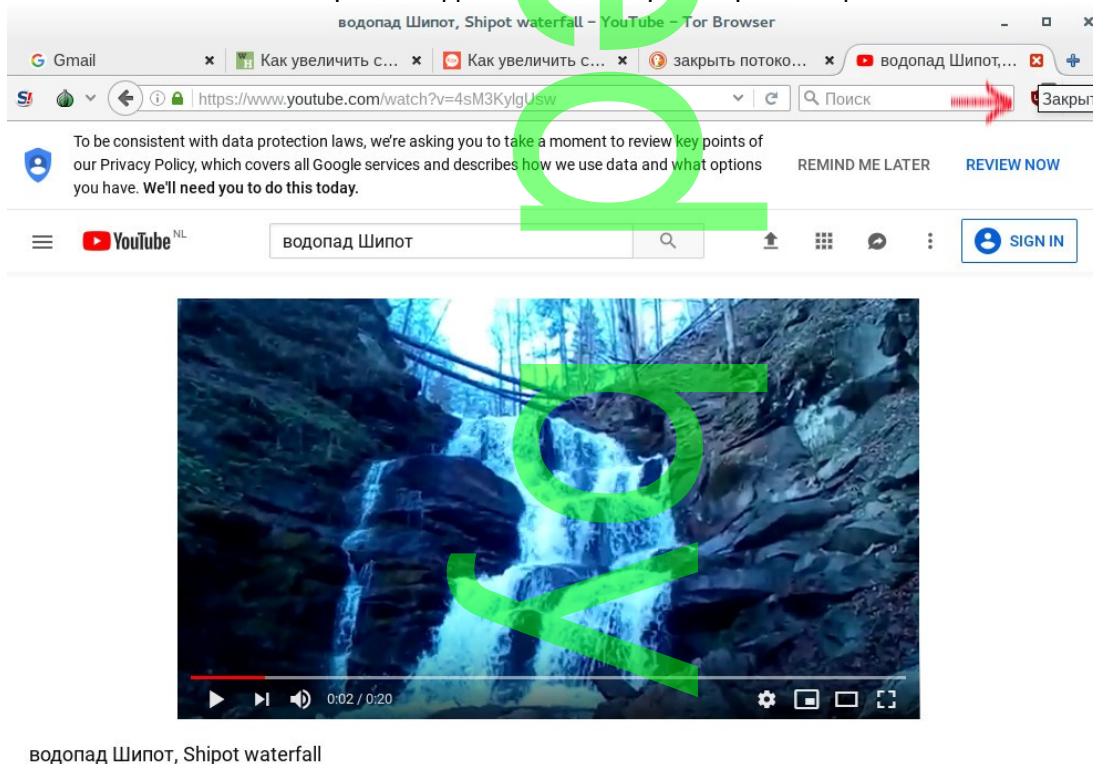 водопад Шипот, Shipot waterfall – YouTube – Tor Browser
Gmail
Как увеличить с...
Как увеличить с...
закрыть потоко...
водопад Шипот,...
https://www.youtube.com/watch?v=4sM3KylgUsw
Поиск
Закрыт
To be consistent with data protection laws, we're asking you to take a moment to review key points of
our Privacy Policy, which covers all Google services and describes how we use data and what options
you have. We'll need you to do this today.
REMIND ME LATER
REVIEW NOW
YouTube NL
водопад Шипот
SIGN IN
0:02 / 0:20
водопад Шипот, Shipot waterfall